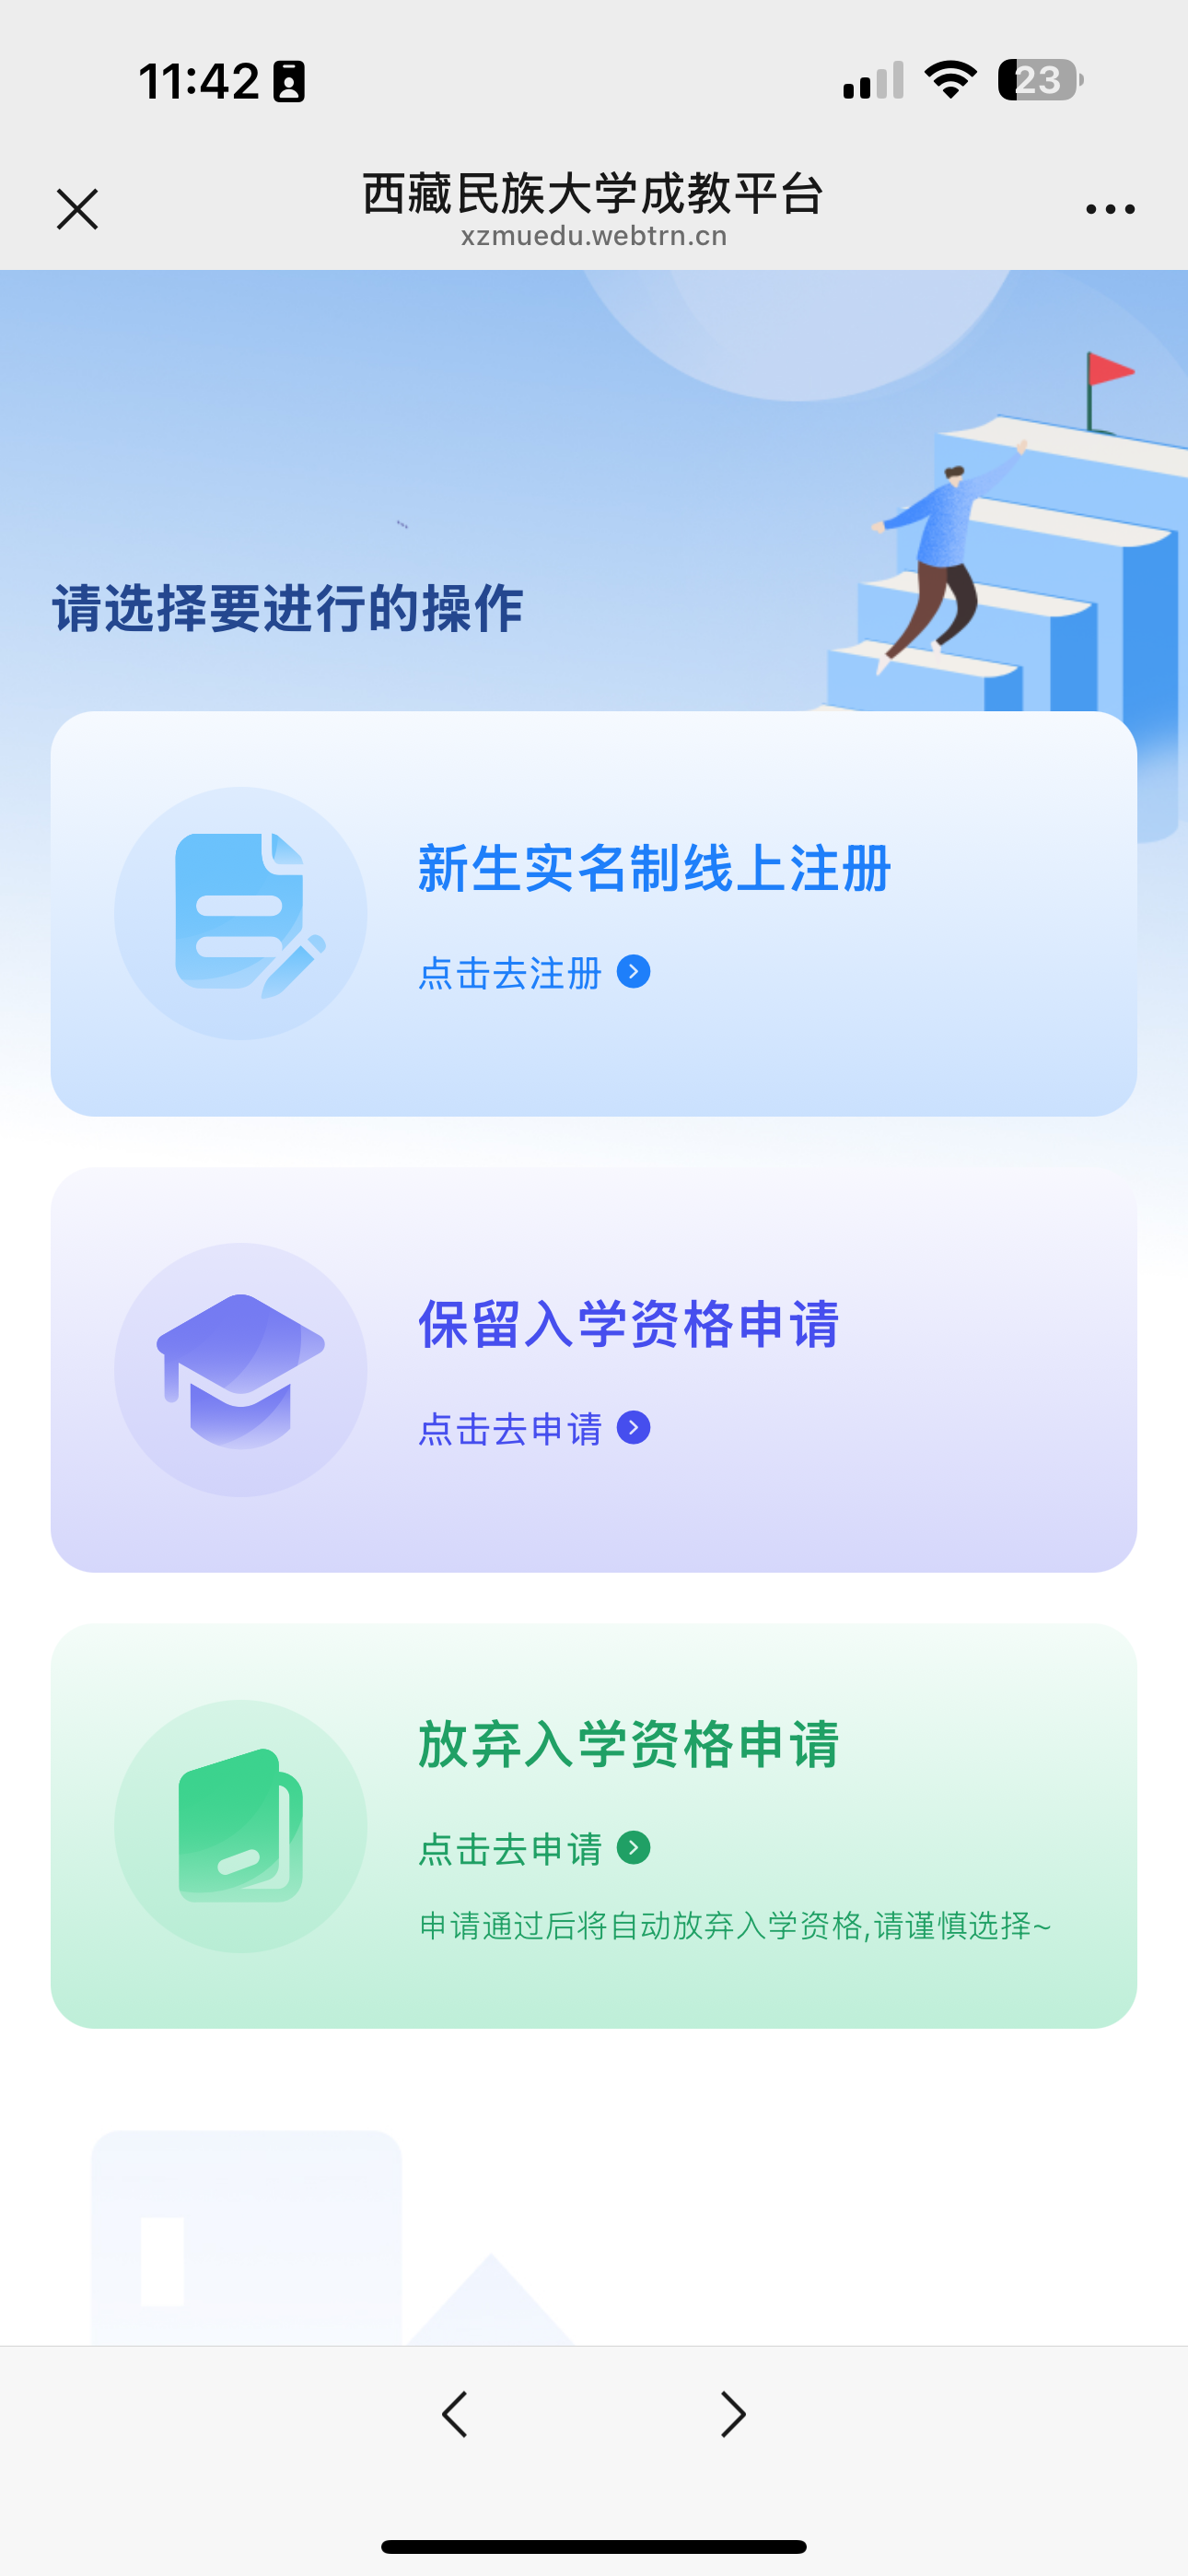 11:42
23
西藏民族大学成教平台
xzmuedu.webtrn.cn
请选择要进行的操作
新生实名制线上注册
点击去注册
保留入学资格申请
点击去申请
放弃入学资格申请
点击去申请
申请通过后将自动放弃入学资格,请谨慎选择~